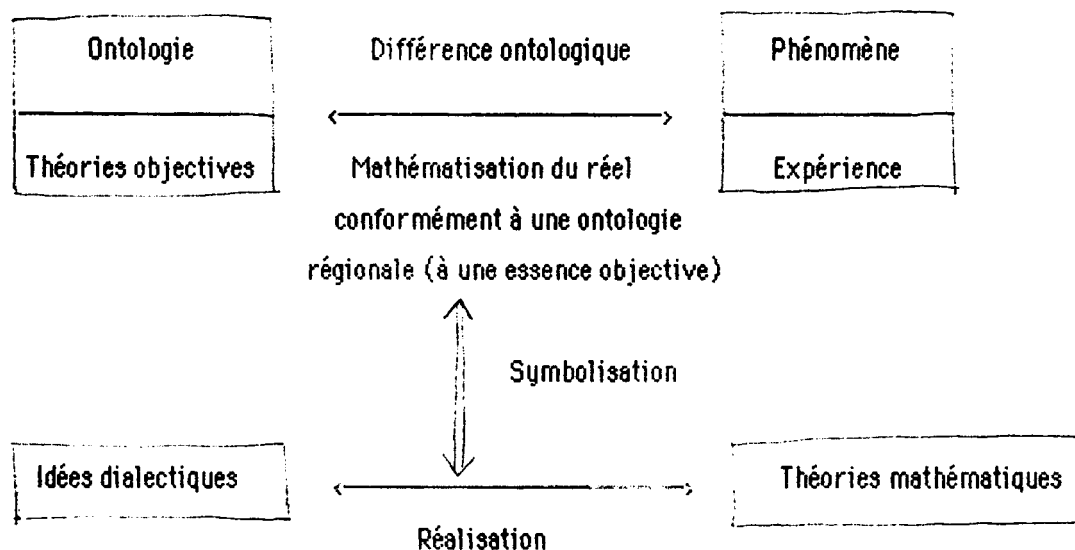 Ontologie
Différence ontologique
Phénomène
Théories objectives
Mathématisation du réel
conformément à une ontologie
régionale (à une essence objective)
Expérience
Symbolisation
Idées dialectiques
Théories mathématiques
Réalisation